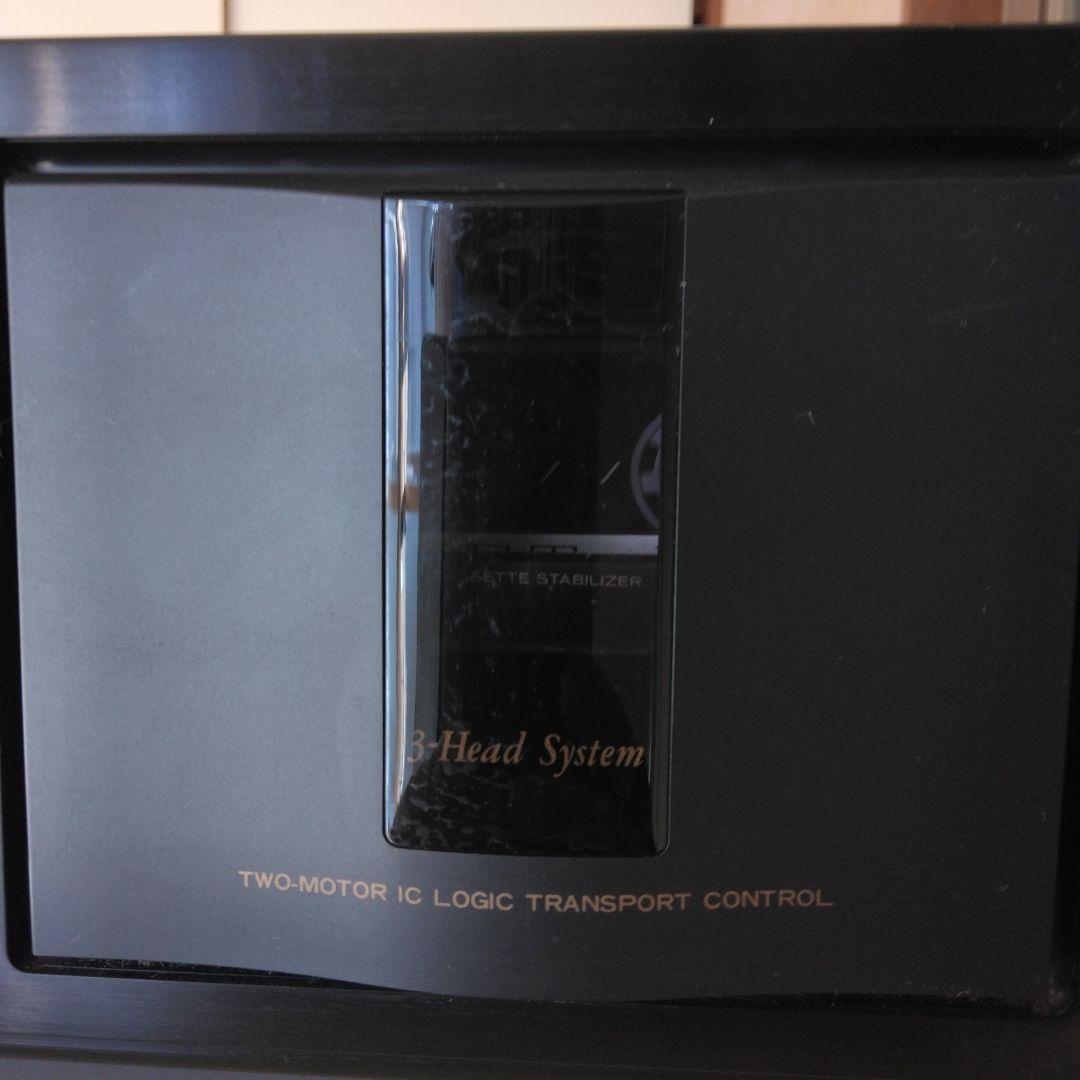 SETTE STABILIZER
3-Head System
TWO-MOTOR IC LOGIC TRANSPORT CONTROL